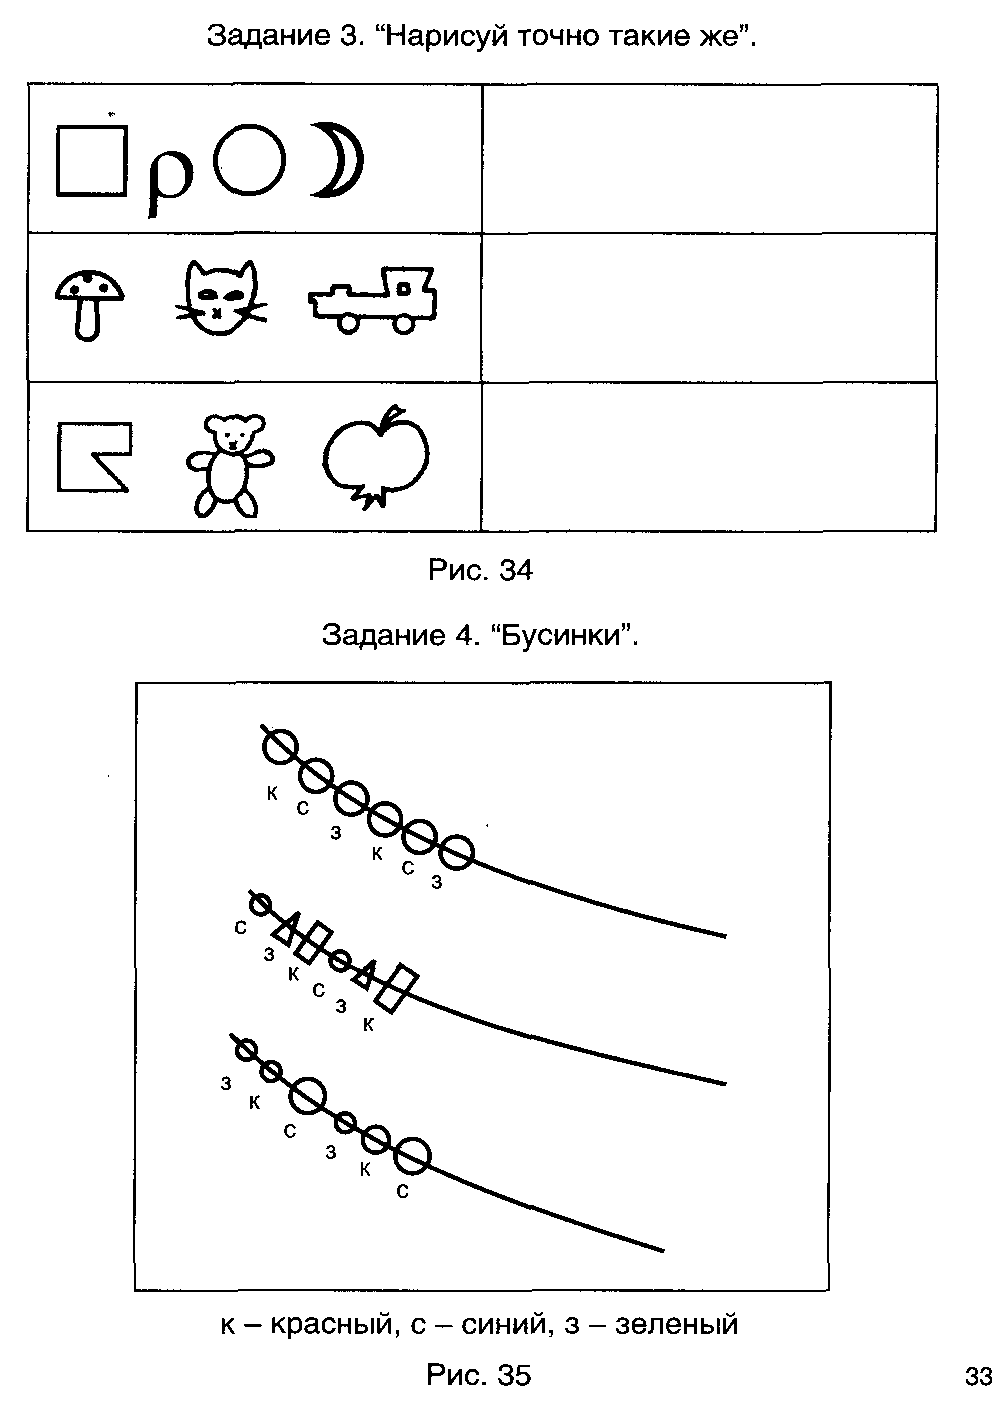 Задание 3. “Нарисуй точно такие же”.
ρ
Рис. 34
Задание 4. “Бусинки”.
к
с
з
к
с
з
с
з
к
с
з
к
з
к
с
з
к
с
к – красный, с – синий, з – зеленый
Рис. 35
33